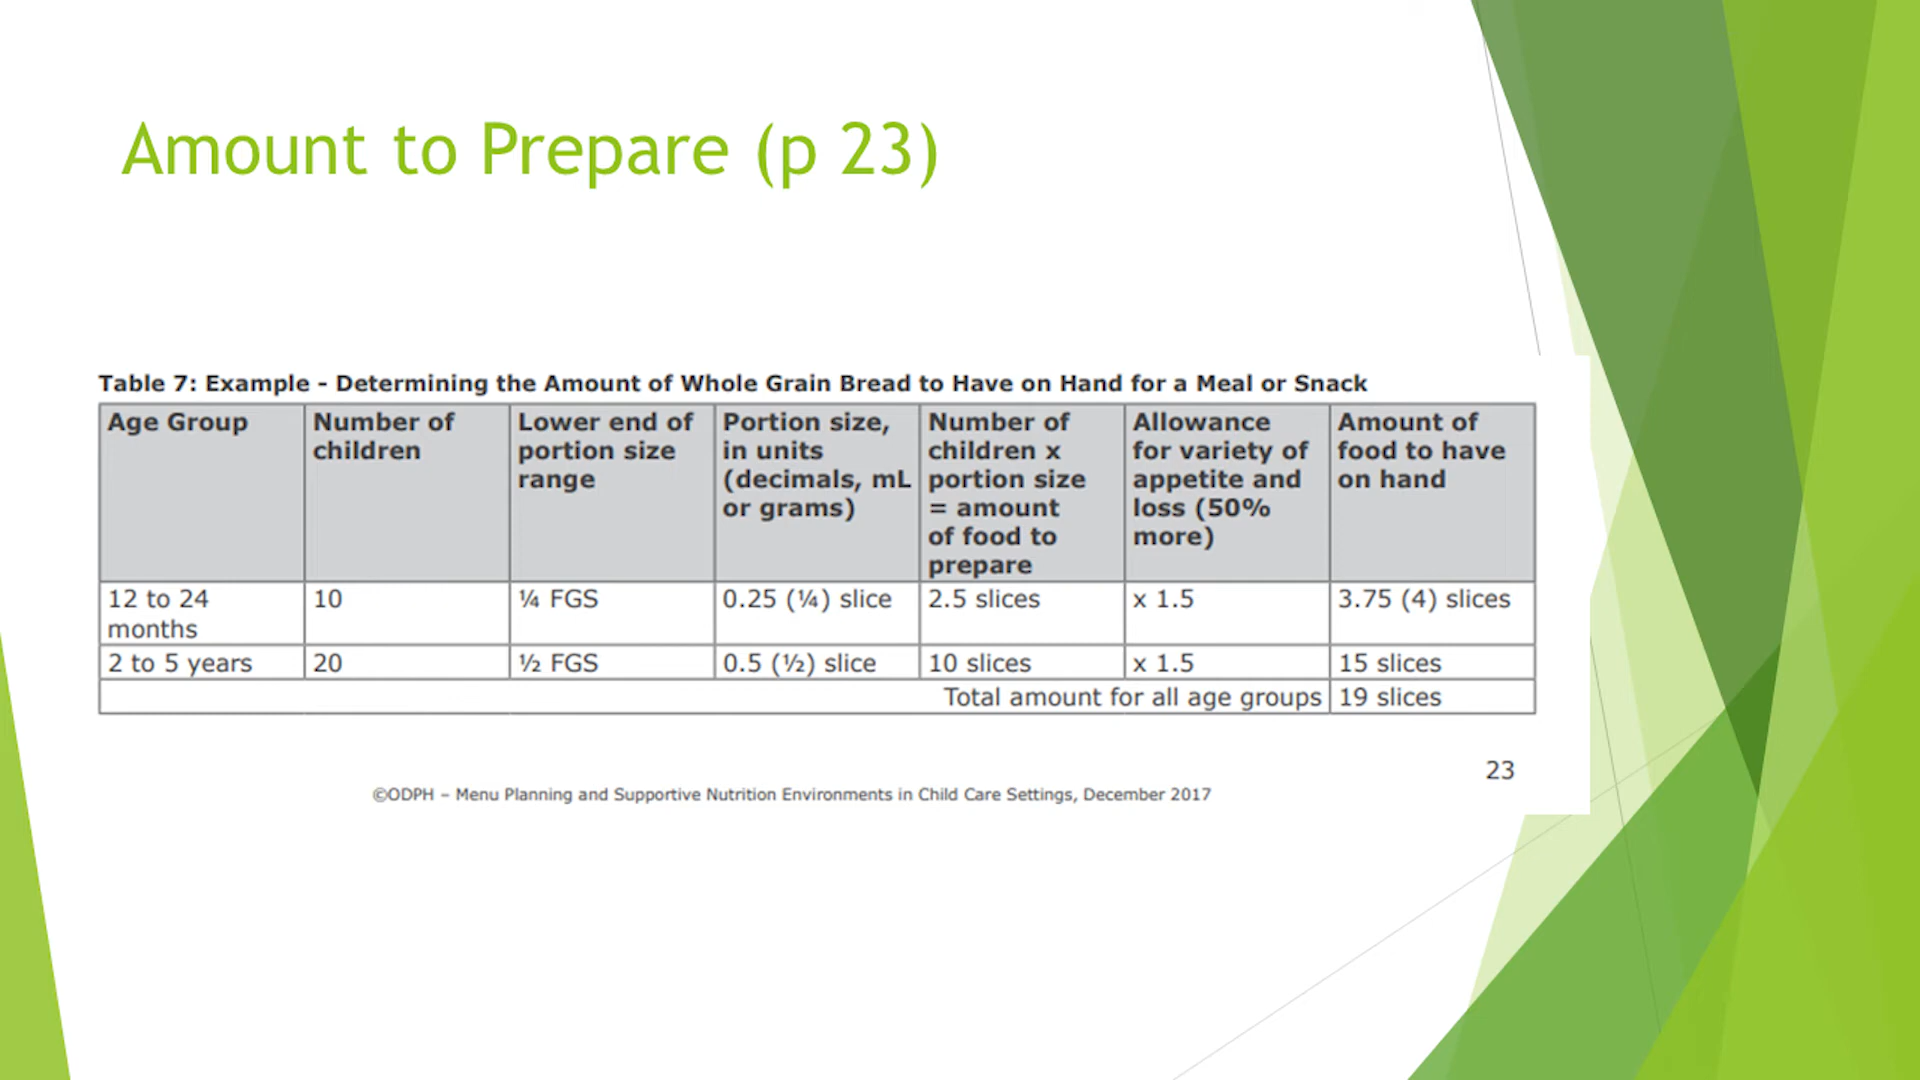 Amount to Prepare (p 23)
Table 7: Example - Determining the Amount of Whole Grain Bread to Have on Hand for a Meal or Snack
Age Group
Number of
children
Lower end of
portion size
range
Portion size,
in units
(decimals, mL
or grams)
Number of
children x
portion size
= amount
of food to
prepare
Allowance
for variety of
appetite and
loss (50%
more)
Amount of
food to have
on hand
12 to 24
months
10
¼ FGS
0.25 (¼) slice
2.5 slices
x 1.5
3.75 (4) slices
2 to 5 years
20
½ FGS
0.5 (½) slice
10 slices
x 1.5
15 slices
Total amount for all age groups
19 slices
23
©ODPH – Menu Planning and Supportive Nutrition Environments in Child Care Settings, December 2017